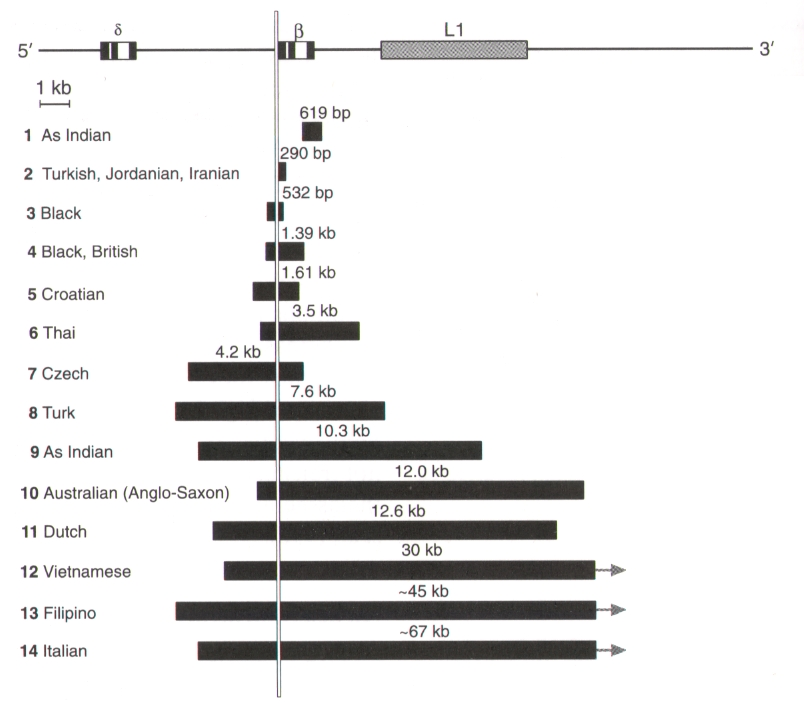 δ β L1
5′ 3′
1 kb
619 bp
1 As Indian
290 bp
2 Turkish, Jordanian, Iranian
532 bp
3 Black
1.39 kb
4 Black, British
1.61 kb
5 Croatian
3.5 kb
6 Thai
4.2 kb
7 Czech
7.6 kb
8 Turk
10.3 kb
9 As Indian
12.0 kb
10 Australian (Anglo-Saxon)
12.6 kb
11 Dutch
30 kb
12 Vietnamese
~45 kb
13 Filipino
~67 kb
14 Italian